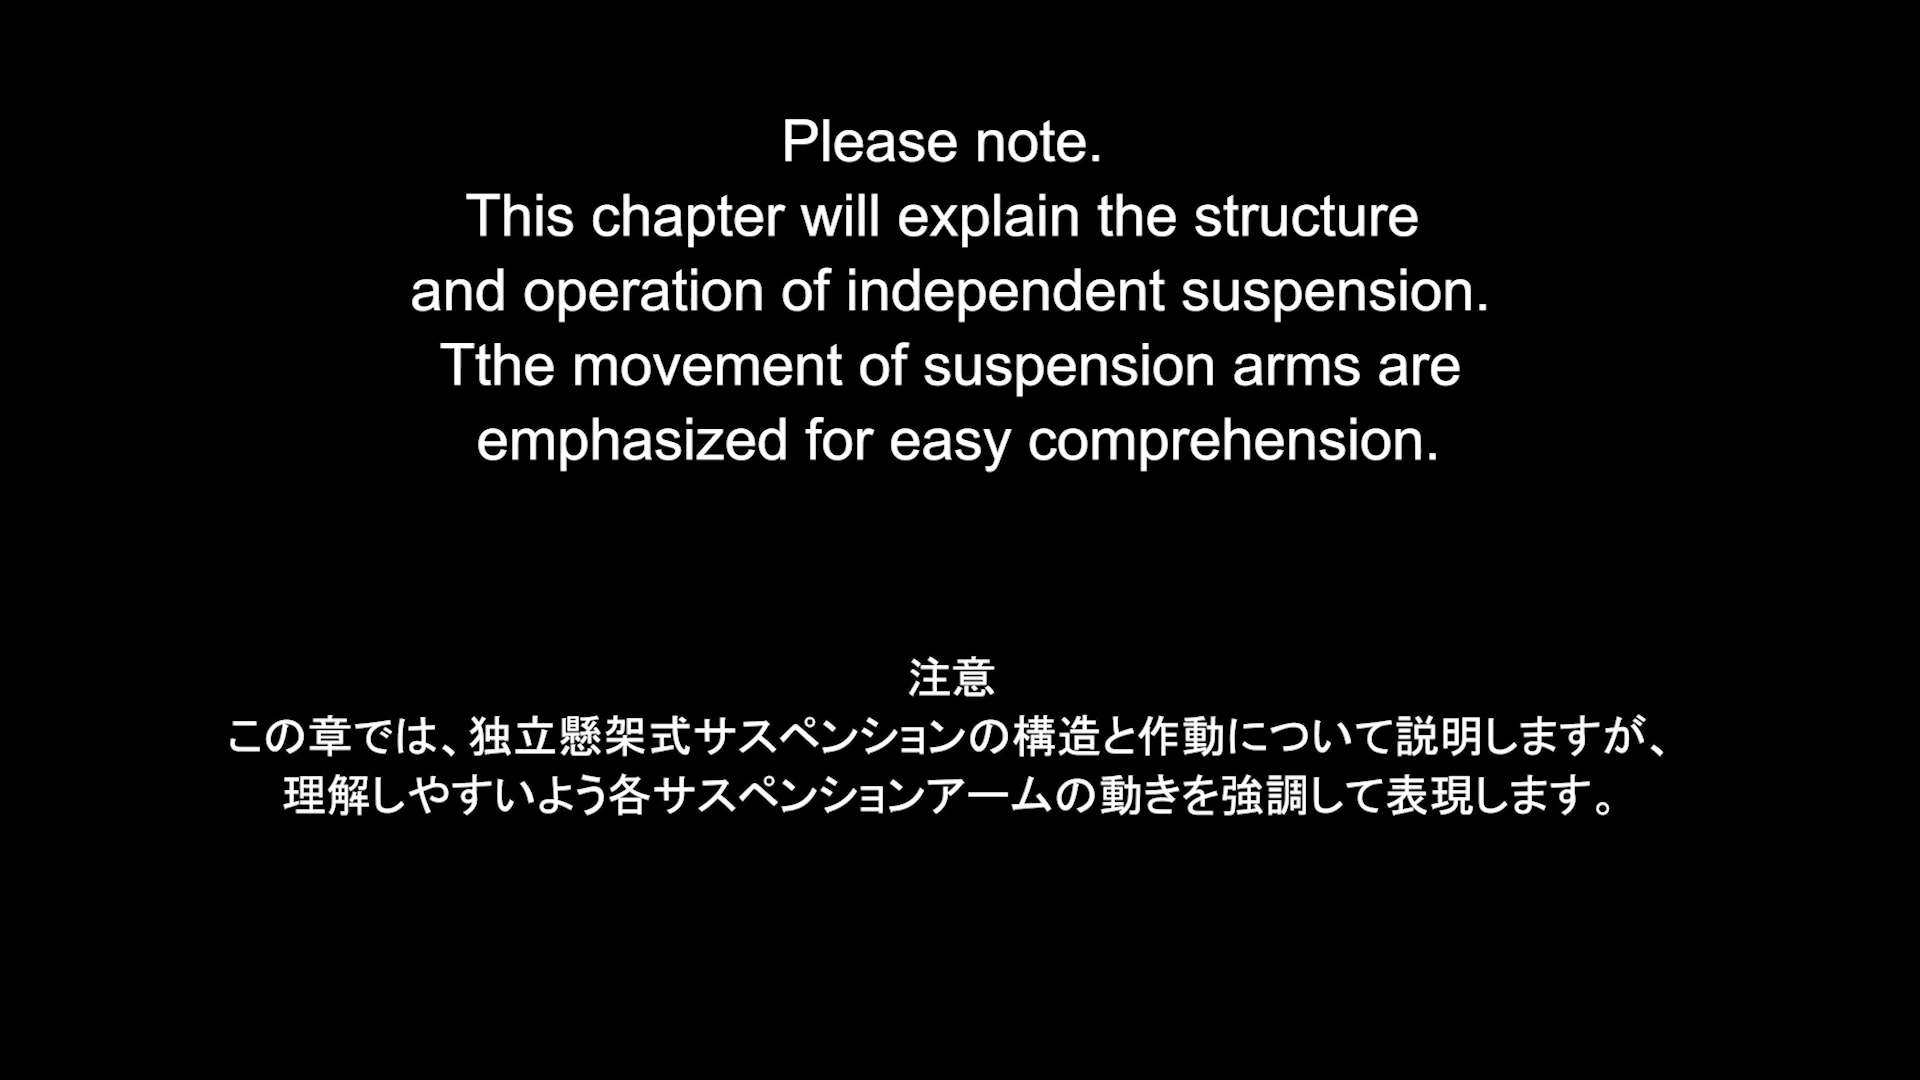 Please note.
This chapter will explain the structure
and operation of independent suspension.
Tthe movement of suspension arms are
emphasized for easy comprehension.
注意
この章では、独立懸架式サスペンションの構造と作動について説明しますが、
理解しやすいよう各サスペンションアームの動きを強調して表現します。